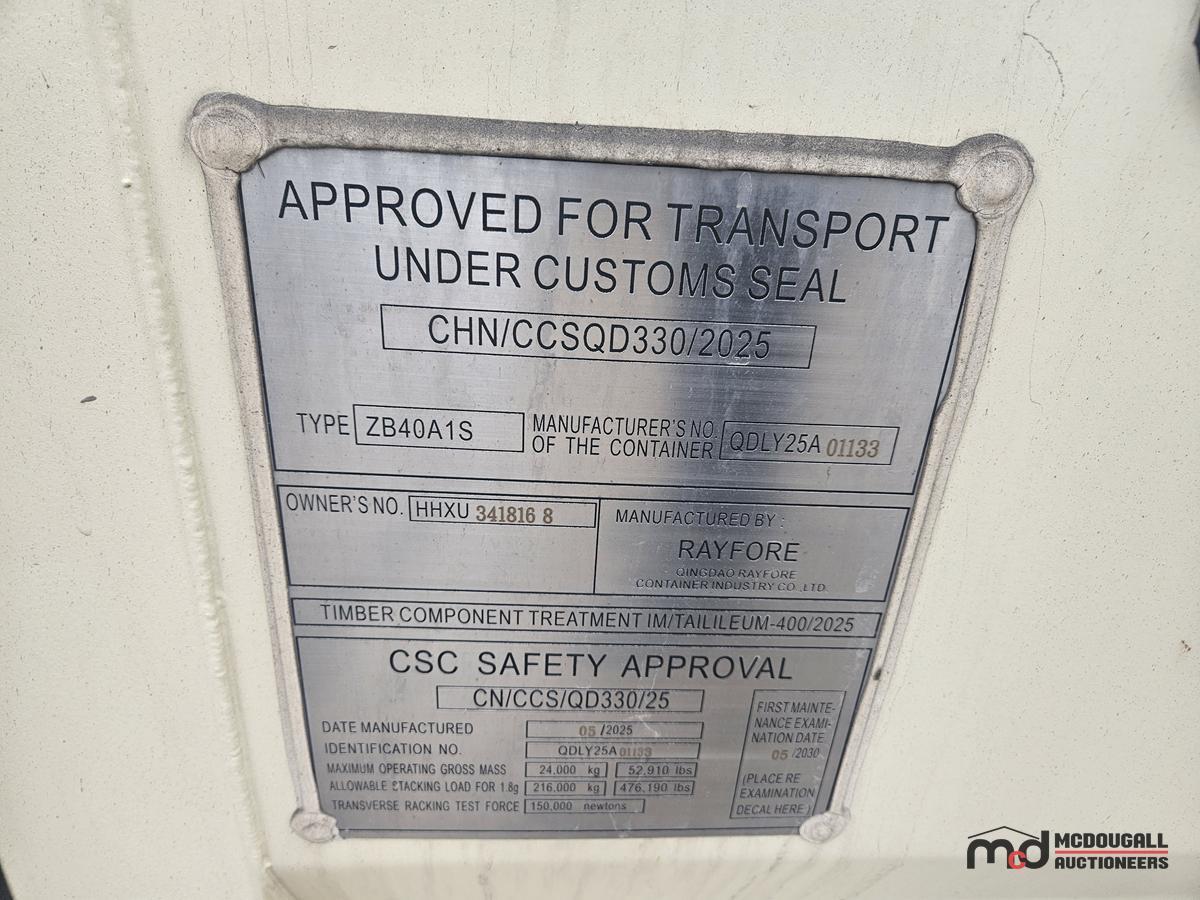 APPROVED FOR TRANSPORT
UNDER CUSTOMS SEAL
CHN/CCSQD330/2025
TYPE ZB40A1S MANUFACTURER'S NO. OF THE CONTAINER QDLY25A 01133
OWNER'S NO. HHXU 341816 8
MANUFACTURED BY :
RAYFORE
QINGDAO RAYFORE
CONTAINER INDUSTRY CO.,LTD.
TIMBER COMPONENT TREATMENT IM/TAILILEUM-400/2025
CSC SAFETY APPROVAL
CN/CCS/QD330/25
DATE MANUFACTURED 05 /2025
IDENTIFICATION NO. QDLY25A 01133
MAXIMUM OPERATING GROSS MASS 24,000 kg 52,910 lbs
ALLOWABLE STACKING LOAD FOR 1.8g 216,000 kg 476,190 lbs
TRANSVERSE RACKING TEST FORCE 150,000 newtons
FIRST MAINTE-
NANCE EXAMI-
NATION DATE
05 /2030
(PLACE RE
EXAMINATION
DECAL HERE)
mcd MCDOUGALL
AUCTIONEERS